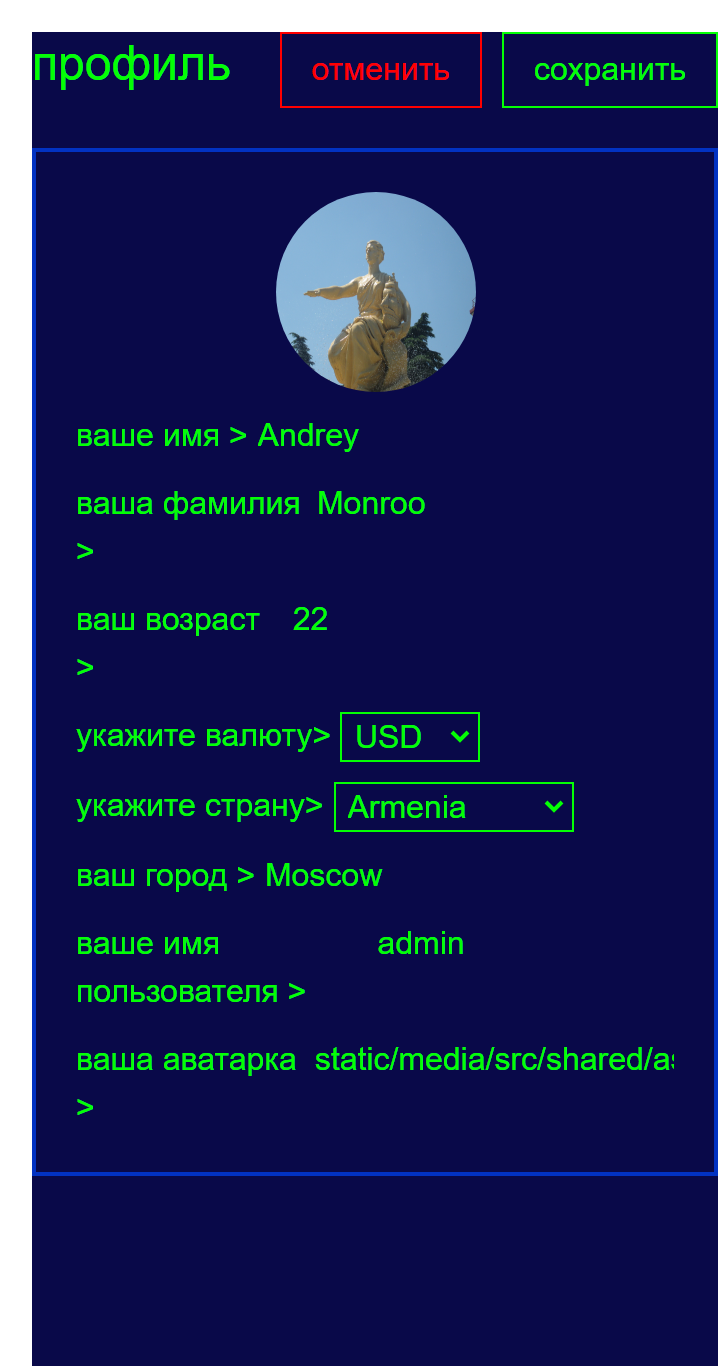 профиль отменить сохранить
ваше имя > Andrey
ваша фамилия Monroo
>
ваш возраст 22
>
укажите валюту> USD
укажите страну> Armenia
ваш город > Moscow
ваше имя admin
пользователя >
ваша аватарка static/media/src/shared/as
>